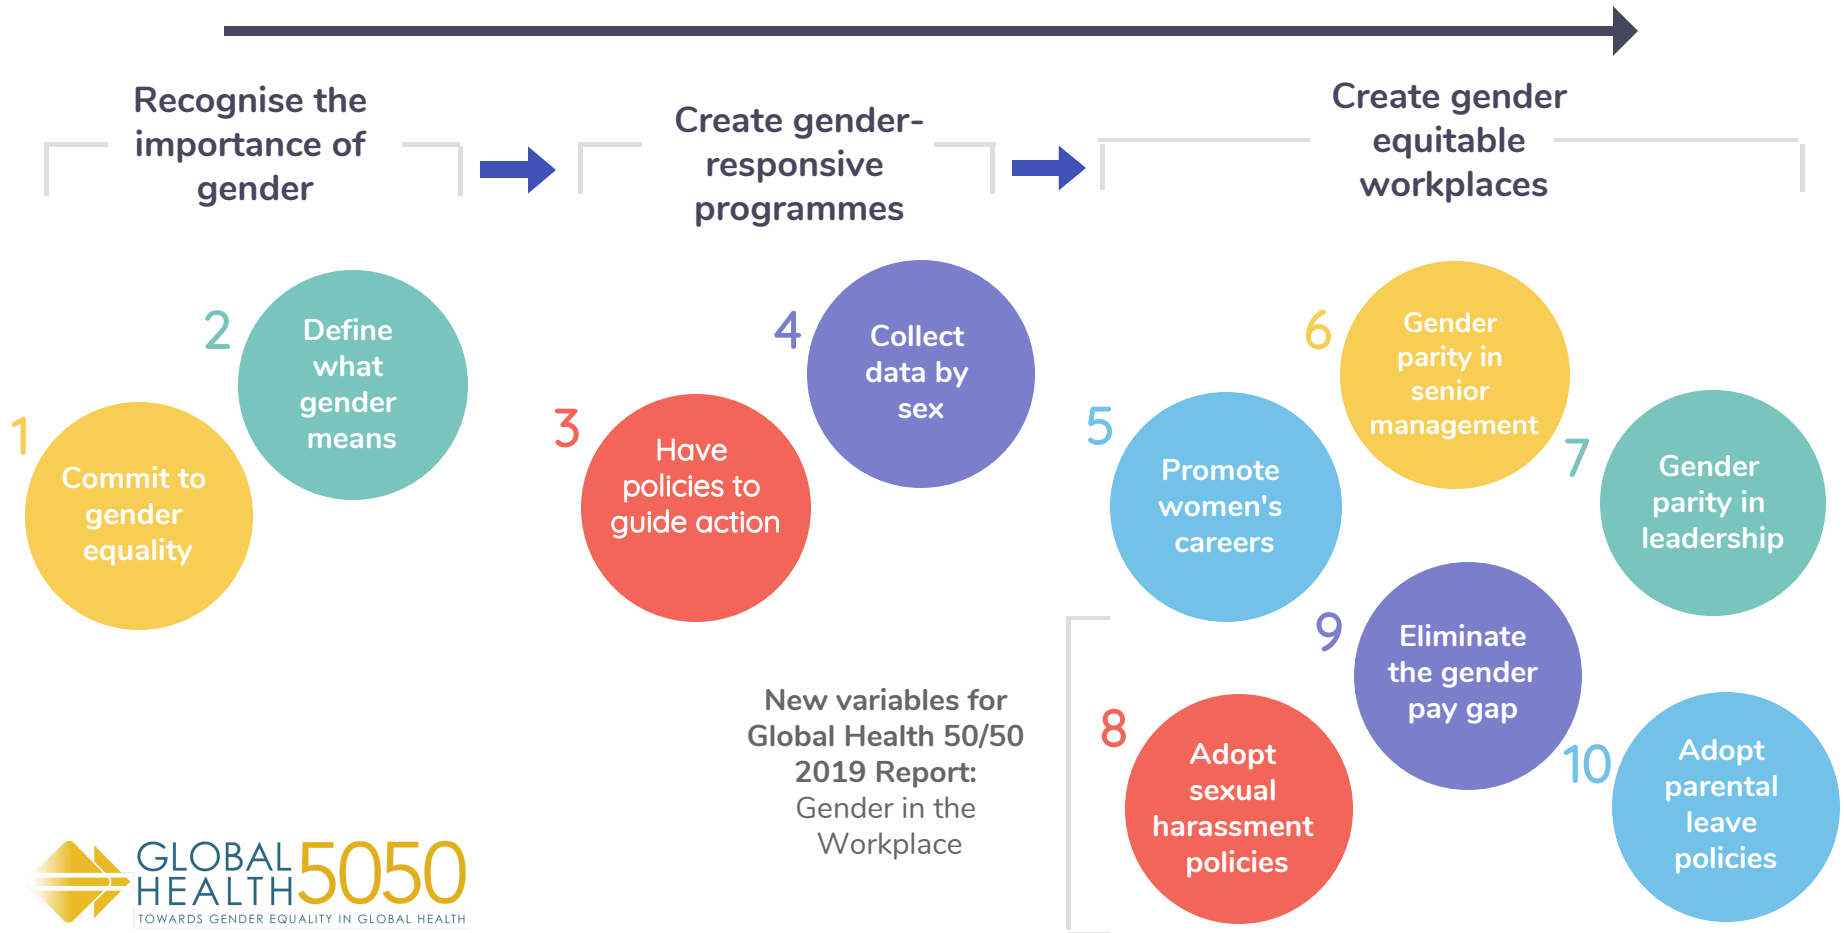 Recognise the
importance of
gender
Create gender-
responsive
programmes
Create gender
equitable
workplaces
1
Commit to
gender
equality
2
Define
what
gender
means
3
Have
policies to
guide action
4
Collect
data by
sex
5
Promote
women's
careers
6
Gender
parity in
senior
management
7
Gender
parity in
leadership
New variables for
Global Health 50/50
2019 Report:
Gender in the
Workplace
8
Adopt
sexual
harassment
policies
9
Eliminate
the gender
pay gap
10
Adopt
parental
leave
policies
GLOBAL
HEALTH 5050
TOWARDS GENDER EQUALITY IN GLOBAL HEALTH